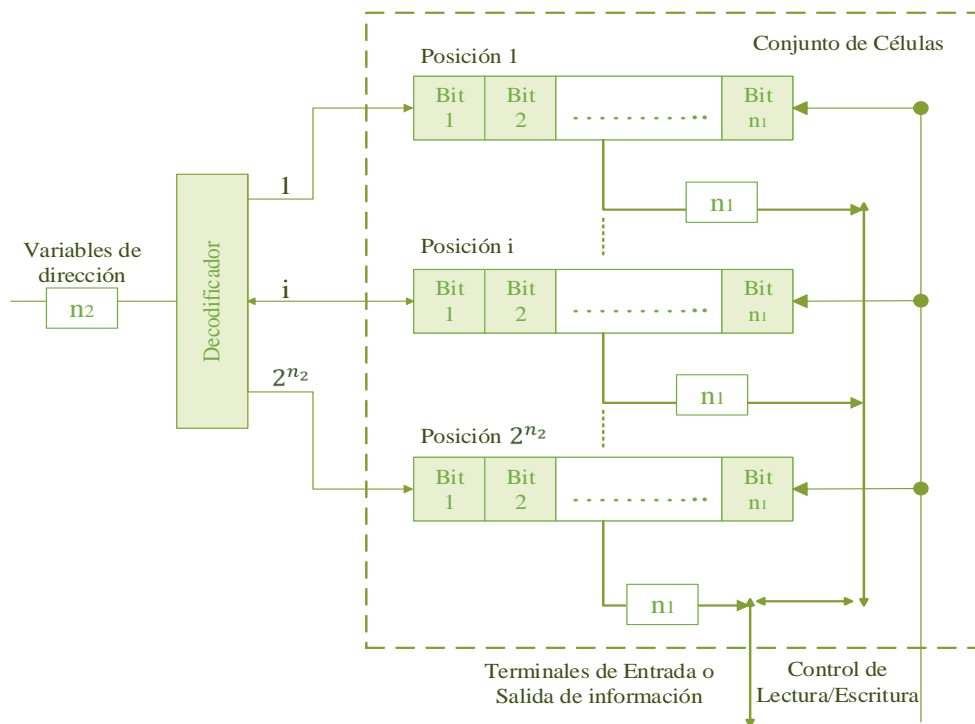 Conjunto de Células
Posición 1
Bit 1
Bit 2
. . . . . . . . . . . .
Bit n₁
1
n₁
Variables de
dirección
n₂
Decodificador
Posición i
i
Bit 1
Bit 2
. . . . . . . . . . . .
Bit n₁
n₁
2^n₂
Posición 2^n₂
Bit 1
Bit 2
. . . . . . . . . . . .
Bit n₁
n₁
Terminales de Entrada o
Salida de información
Control de
Lectura/Escritura